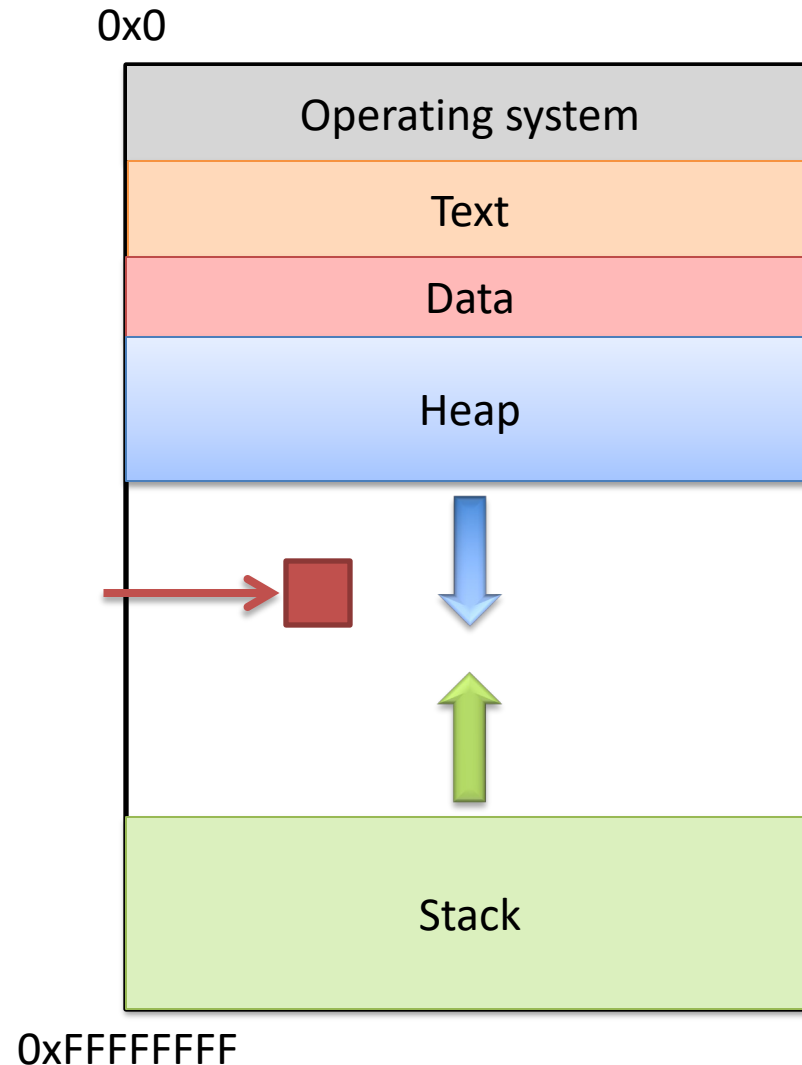 0x0
Operating system
Text
Data
Heap
Stack
0xFFFFFFFF